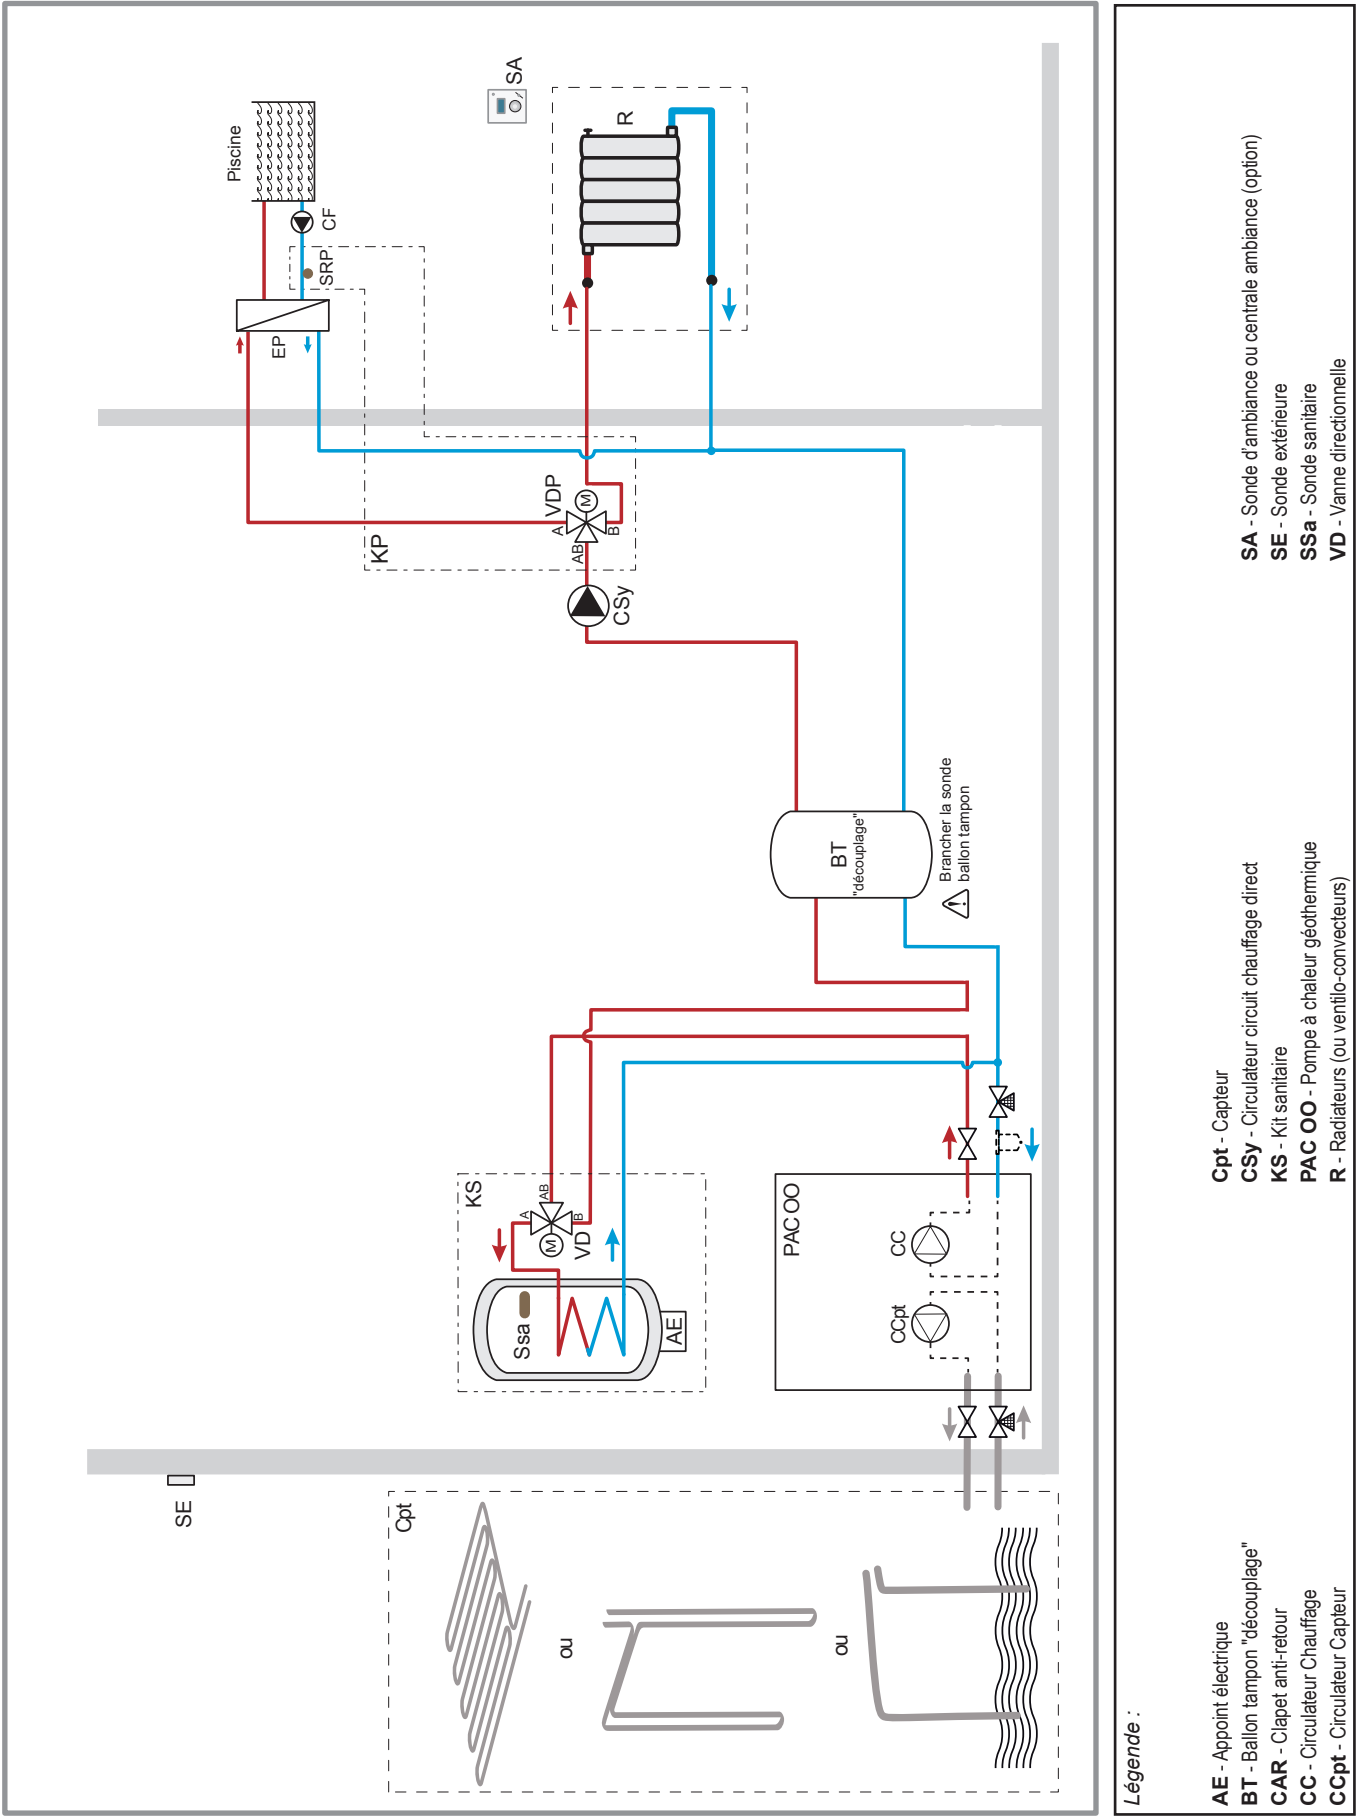 SE
Cpt
ou
ou
KS
Ssa
AE
VD
M
A
AB
B
PAC OO
CCpt
CC
BT
"découplage"
Brancher la sonde
ballon tampon
CSy
KP
VDP
M
A
AB
B
EP
SRP
CF
Piscine
R
SA
Légende :
AE - Appoint électrique
BT - Ballon tampon "découplage"
CAR - Clapet anti-retour
CC - Circulateur Chauffage
CCpt - Circulateur Capteur
Cpt - Capteur
CSy - Circulateur circuit chauffage direct
KS - Kit sanitaire
PAC OO - Pompe à chaleur géothermique
R - Radiateurs (ou ventilo-convecteurs)
SA - Sonde d'ambiance ou centrale ambiance (option)
SE - Sonde extérieure
SSa - Sonde sanitaire
VD - Vanne directionnelle